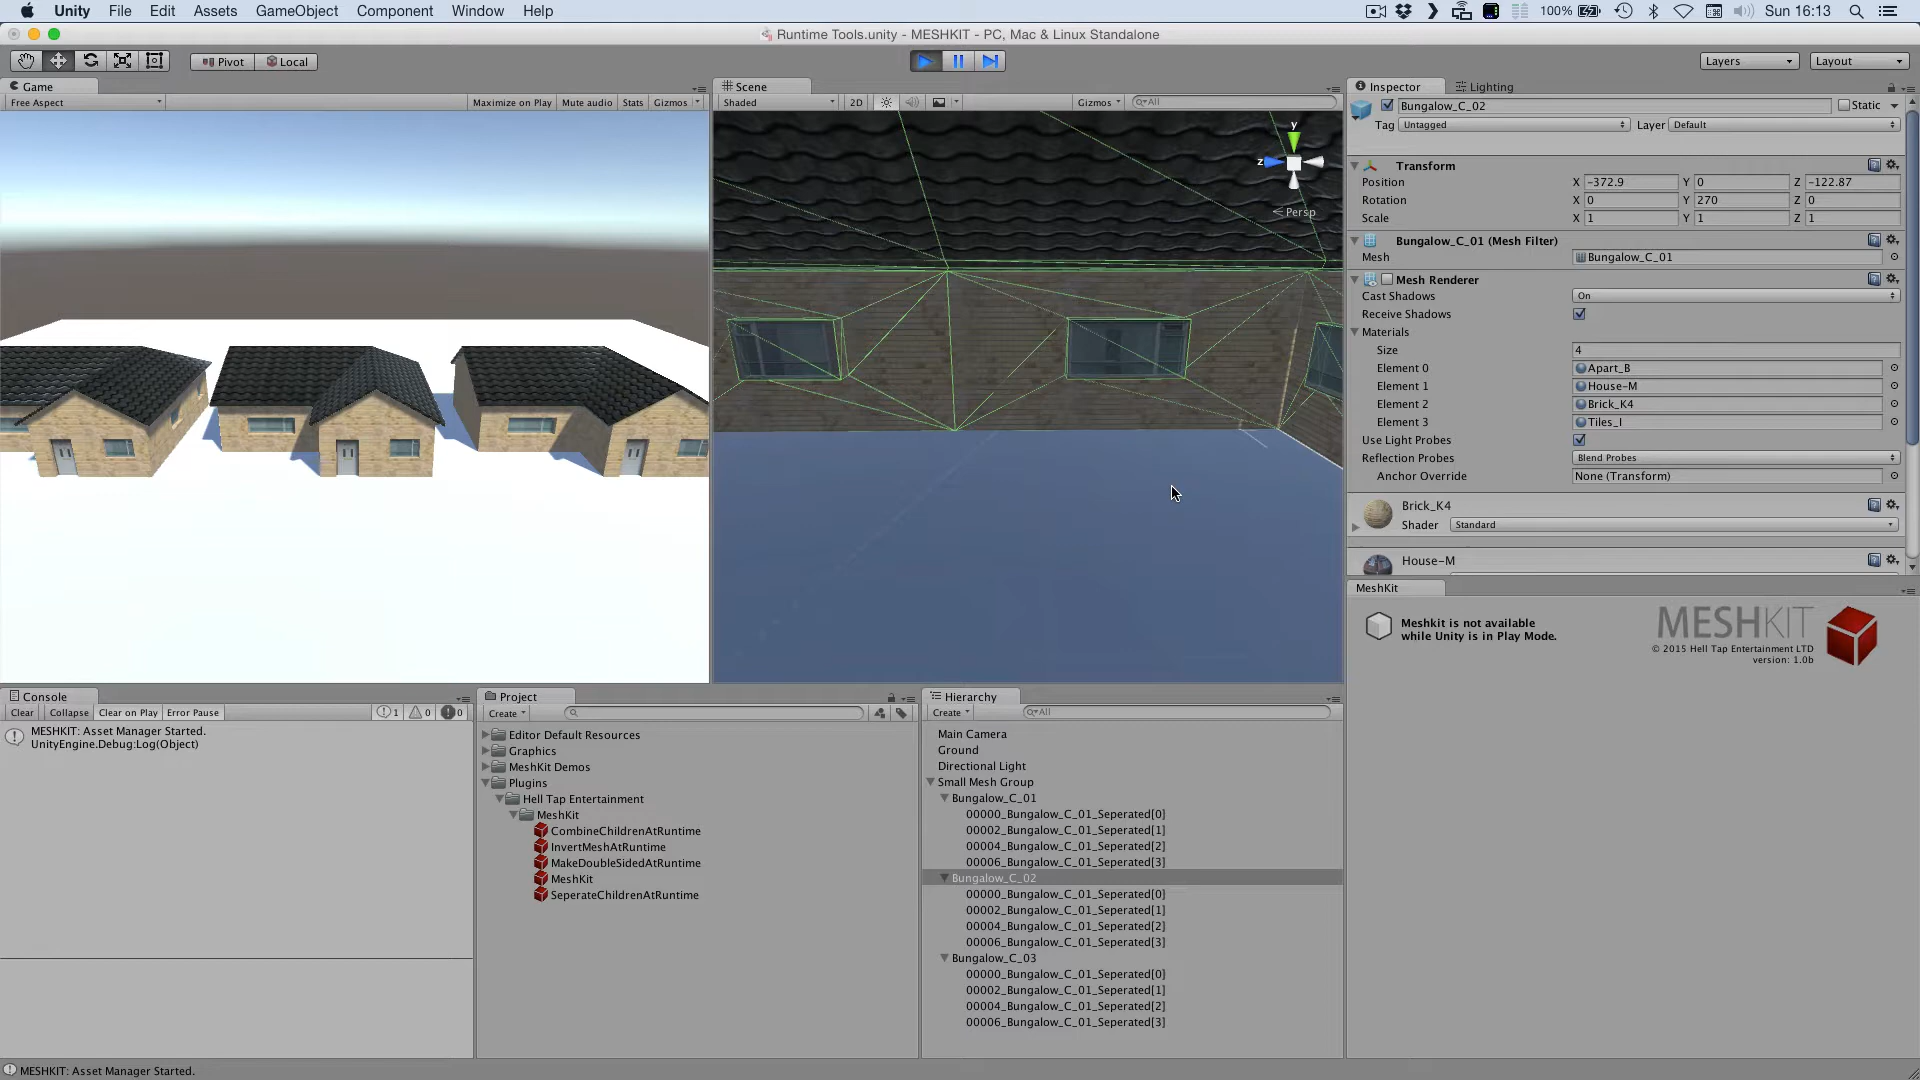 Unity File Edit Assets GameObject Component Window Help 100% Sun 16:13
Runtime Tools.unity - MESHKIT - PC, Mac & Linux Standalone
Pivot Local Layers Layout
Game
Free Aspect Maximize on Play Mute audio Stats Gizmos
Scene
Shaded 2D Gizmos All
y
z
Persp
Inspector Lighting
Bungalow_C_02 Static
Tag Untagged Layer Default
Transform
Position X -372.9 Y 0 Z -122.87
Rotation X 0 Y 270 Z 0
Scale X 1 Y 1 Z 1
Bungalow_C_01 (Mesh Filter)
Mesh Bungalow_C_01
Mesh Renderer
Cast Shadows On
Receive Shadows
Materials
Size 4
Element 0 Apart_B
Element 1 House-M
Element 2 Brick_K4
Element 3 Tiles_I
Use Light Probes
Reflection Probes Blend Probes
Anchor Override None (Transform)
Brick_K4
Shader Standard
House-M
MeshKit
Meshkit is not available
while Unity is in Play Mode.
MESHKIT
© 2015 Hell Tap Entertainment LTD
version: 1.0b
Console
Clear Collapse Clear on Play Error Pause 1 0 0
MESHKIT: Asset Manager Started.
UnityEngine.Debug:Log(Object)
Project
Create
Editor Default Resources
Graphics
MeshKit Demos
Plugins
Hell Tap Entertainment
MeshKit
CombineChildrenAtRuntime
InvertMeshAtRuntime
MakeDoubleSidedAtRuntime
MeshKit
SeperateChildrenAtRuntime
Hierarchy
Create All
Main Camera
Ground
Directional Light
Small Mesh Group
Bungalow_C_01
00000_Bungalow_C_01_Seperated[0]
00002_Bungalow_C_01_Seperated[1]
00004_Bungalow_C_01_Seperated[2]
00006_Bungalow_C_01_Seperated[3]
Bungalow_C_02
00000_Bungalow_C_01_Seperated[0]
00002_Bungalow_C_01_Seperated[1]
00004_Bungalow_C_01_Seperated[2]
00006_Bungalow_C_01_Seperated[3]
Bungalow_C_03
00000_Bungalow_C_01_Seperated[0]
00002_Bungalow_C_01_Seperated[1]
00004_Bungalow_C_01_Seperated[2]
00006_Bungalow_C_01_Seperated[3]
MESHKIT: Asset Manager Started.